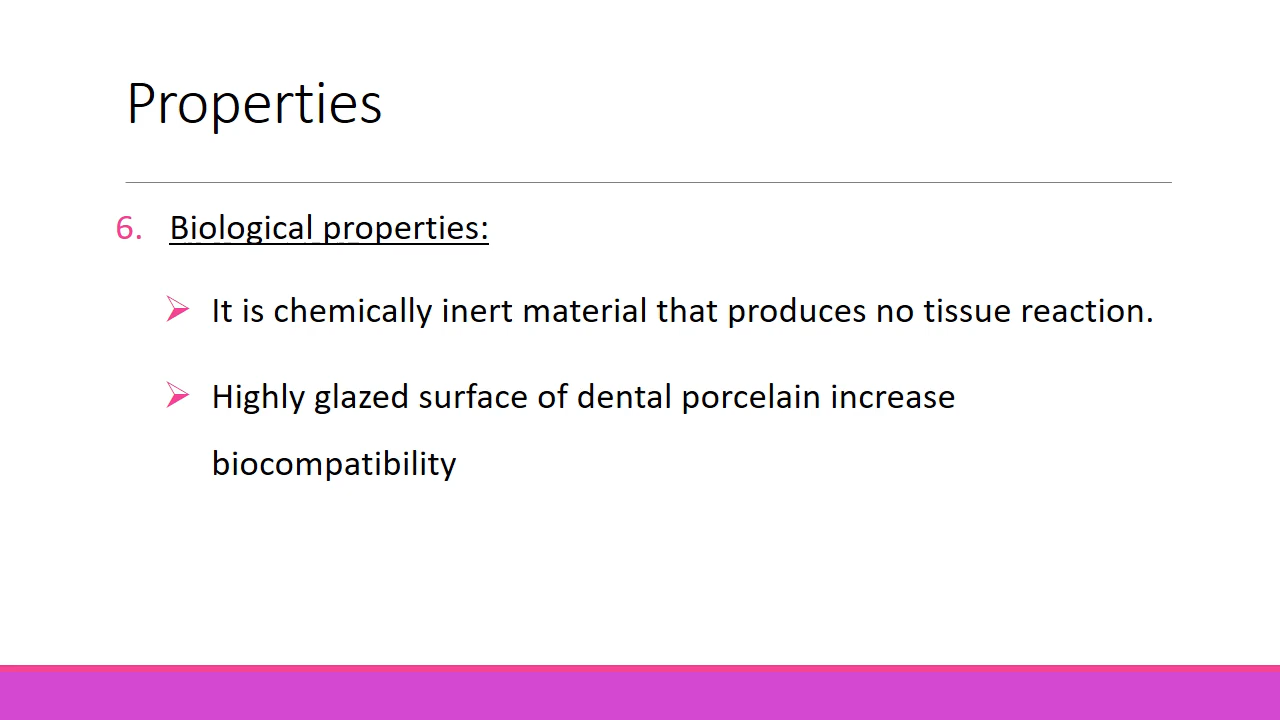 Properties
6. Biological properties:
It is chemically inert material that produces no tissue reaction.
Highly glazed surface of dental porcelain increase
biocompatibility